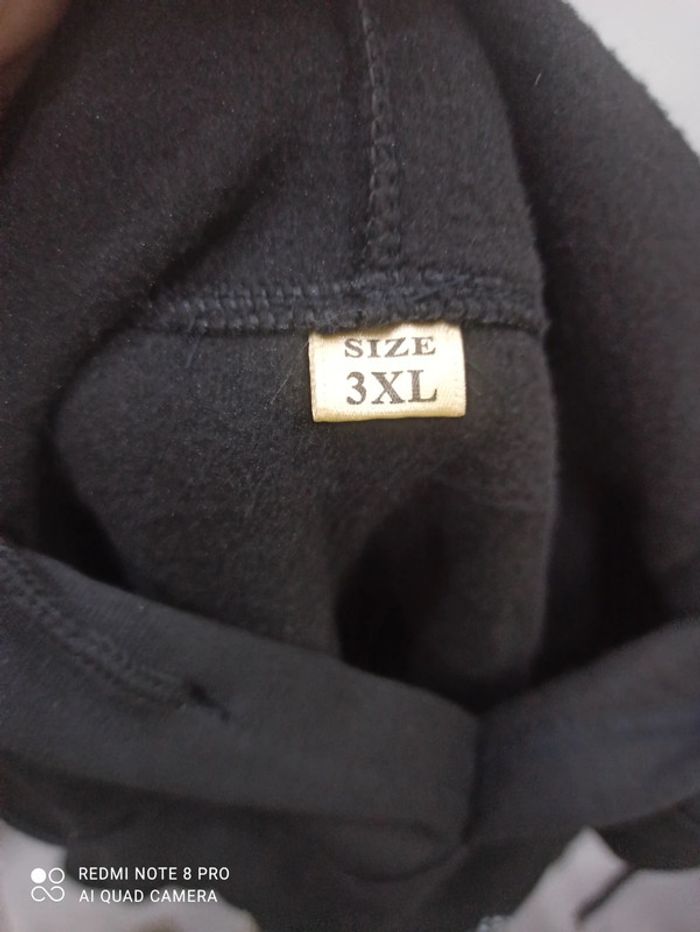 SIZE
3XL
REDMI NOTE 8 PRO
AI QUAD CAMERA